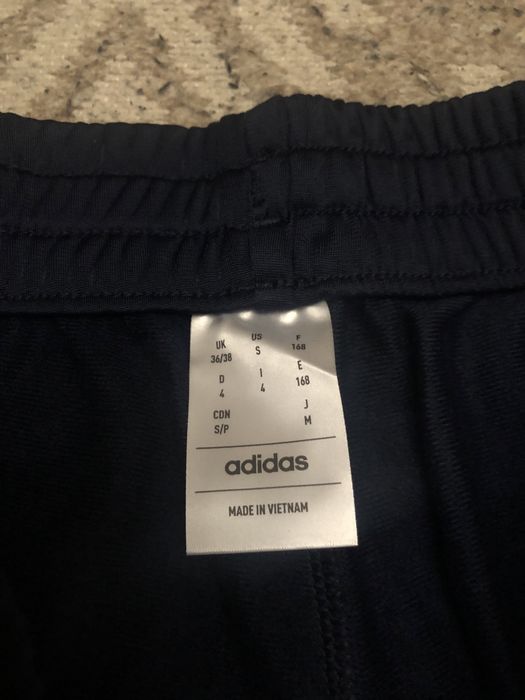 UK
36/38
D
4
CDN
S/P
US
S
I
4
F
168
E
168
J
M
adidas
MADE IN VIETNAM